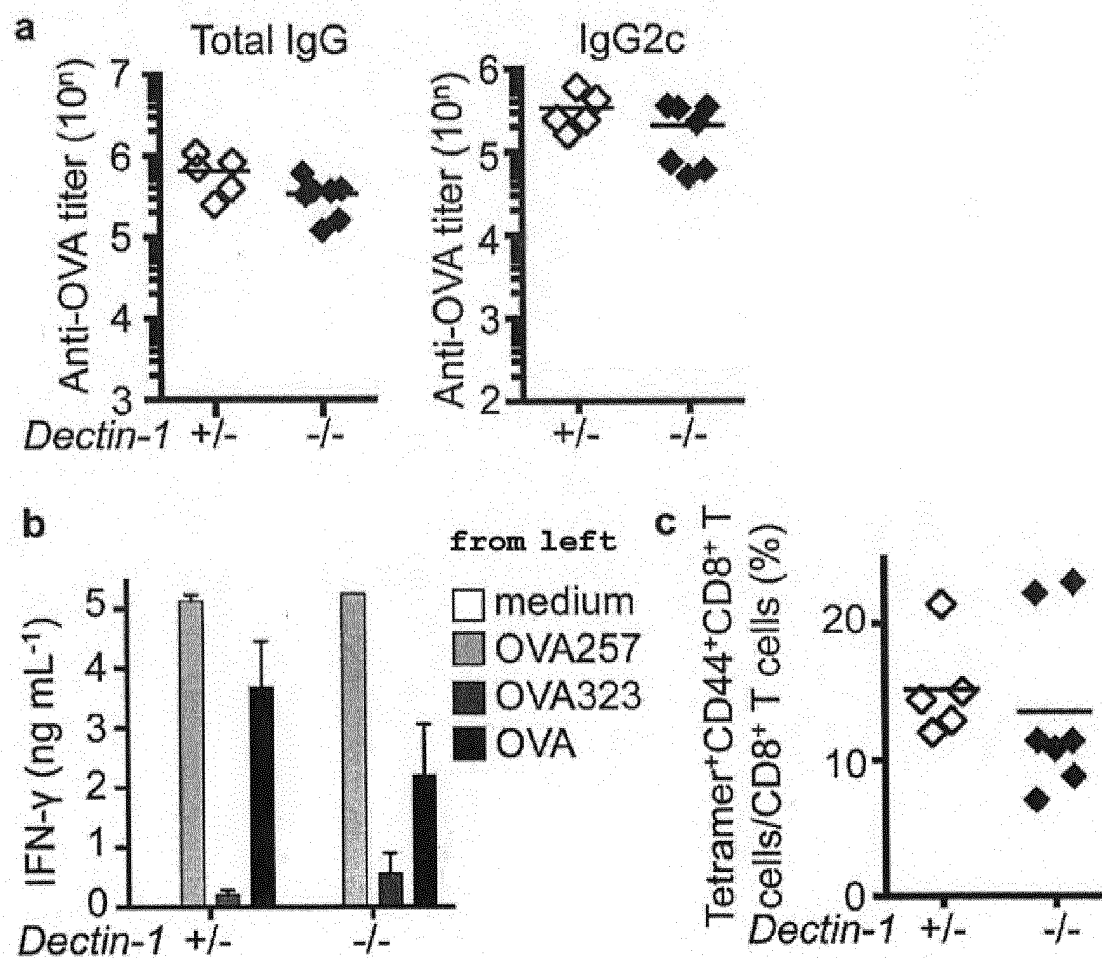 a
Total IgG
IgG2c
Anti-OVA titer (10ⁿ)
7
6
5
4
3
Anti-OVA titer (10ⁿ)
6
5
4
3
2
Dectin-1 +/- -/-
+/- -/-
b
from left
medium
OVA257
OVA323
OVA
IFN-γ (ng mL⁻¹)
5
4
3
2
1
0
Dectin-1 +/- -/-
c
Tetramer⁺CD44⁺CD8⁺ T
cells/CD8⁺ T cells (%)
20
10
0
Dectin-1 +/- -/-